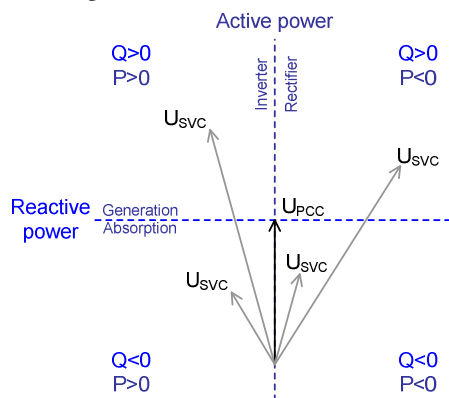 Active power
Q>0
P>0
Inverter
Rectifier
Q>0
P<0
USVC
USVC
Reactive
power
Generation
Absorption
UPCC
USVC
USVC
Q<0
P>0
Q<0
P<0